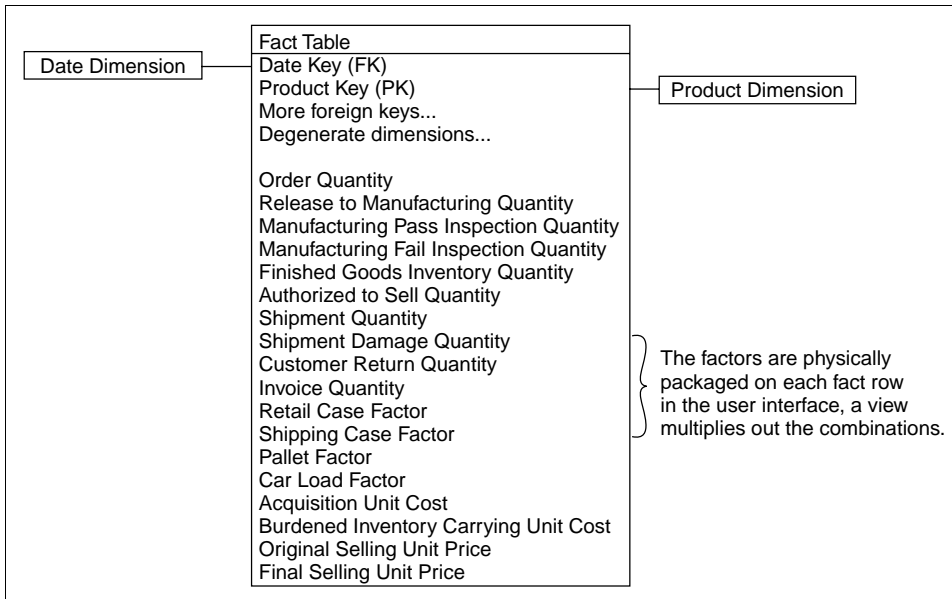 Fact Table
Date Dimension
Date Key (FK)
Product Key (PK)
Product Dimension
More foreign keys...
Degenerate dimensions...
Order Quantity
Release to Manufacturing Quantity
Manufacturing Pass Inspection Quantity
Manufacturing Fail Inspection Quantity
Finished Goods Inventory Quantity
Authorized to Sell Quantity
Shipment Quantity
Shipment Damage Quantity
Customer Return Quantity
Invoice Quantity
Retail Case Factor
Shipping Case Factor
Pallet Factor
Car Load Factor
Acquisition Unit Cost
Burdened Inventory Carrying Unit Cost
Original Selling Unit Price
Final Selling Unit Price
The factors are physically
packaged on each fact row
in the user interface, a view
multiplies out the combinations.